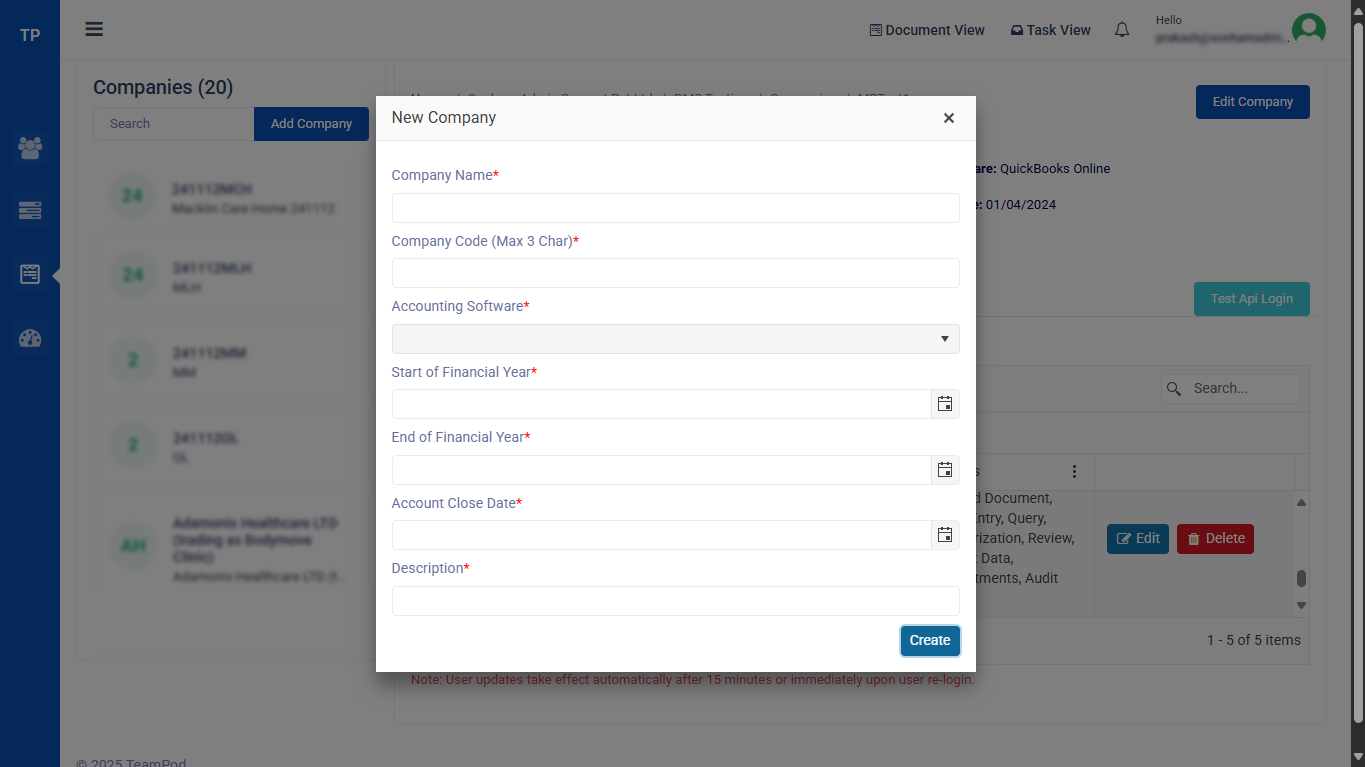 TP
Document View
Task View
Hello
Companies (20)
Search
Add Company
24
241112MCH
Macklin Care Home 241112
24
241112MLH
MLH
2
241112MM
MM
2
241112OL
OL
AH
Adamonis Healthcare LTD
(trading as Bodymove
Clinic)
Adamonis Healthcare LTD (t...
Edit Company
are: QuickBooks Online
e: 01/04/2024
Test Api Login
Search...
s
d Document,
Entry, Query,
rization, Review,
Data,
tments, Audit
Edit
Delete
1 - 5 of 5 items
New Company
Company Name*
Company Code (Max 3 Char)*
Accounting Software*
Start of Financial Year*
End of Financial Year*
Account Close Date*
Description*
Create
Note: User updates take effect automatically after 15 minutes or immediately upon user re-login.
© 2025 TeamPod